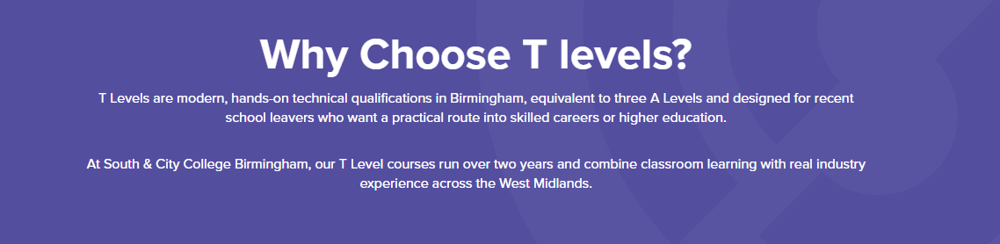 Why Choose T levels?
T Levels are modern, hands-on technical qualifications in Birmingham, equivalent to three A Levels and designed for recent
school leavers who want a practical route into skilled careers or higher education.
At South & City College Birmingham, our T Level courses run over two years and combine classroom learning with real industry
experience across the West Midlands.